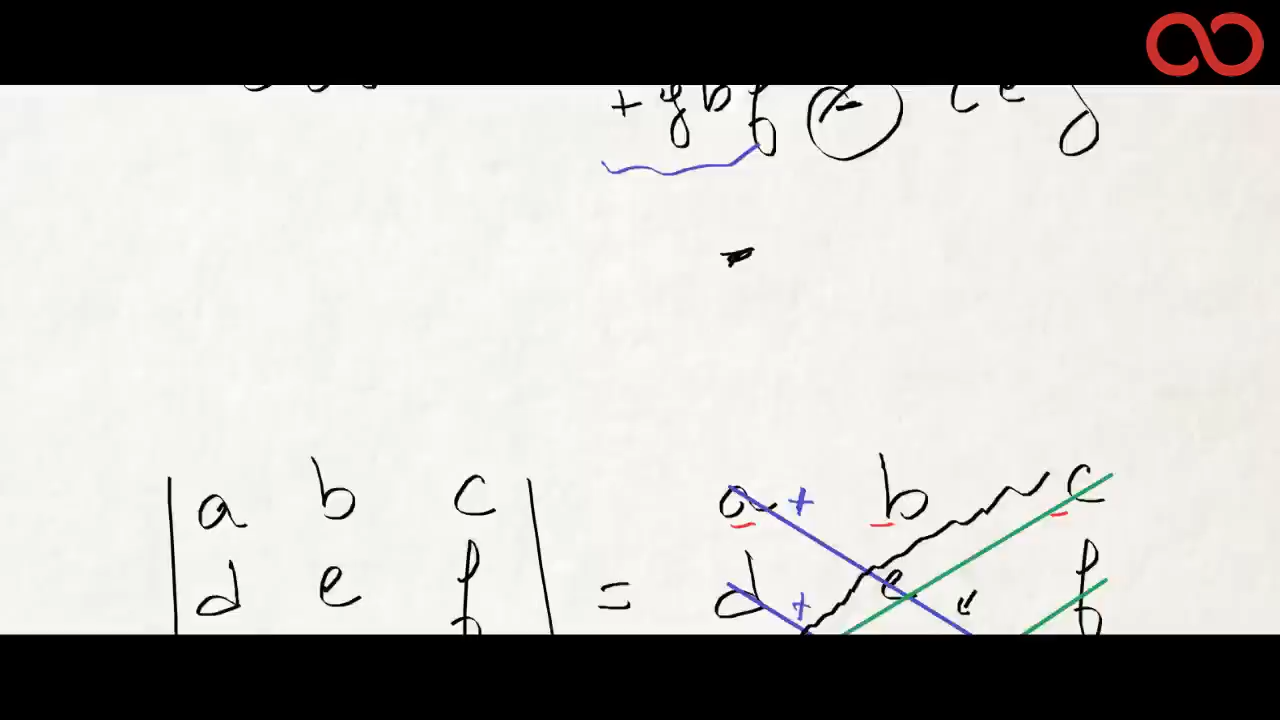 + gbf - ceg
a b c
d e f
=
a + b c
d + e f